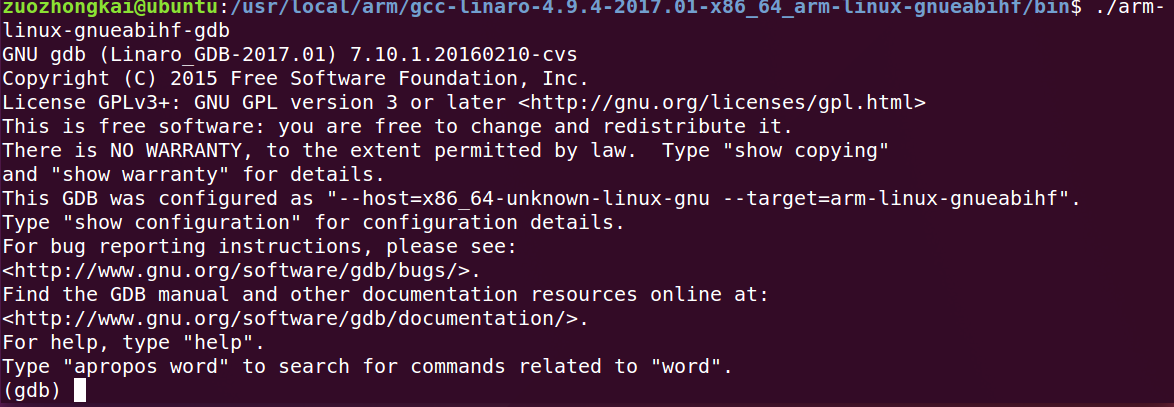 zuozhongkai@ubuntu:/usr/local/arm/gcc-linaro-4.9.4-2017.01-x86_64_arm-linux-gnueabihf/bin$ ./arm-
linux-gnueabihf-gdb
GNU gdb (Linaro_GDB-2017.01) 7.10.1.20160210-cvs
Copyright (C) 2015 Free Software Foundation, Inc.
License GPLv3+: GNU GPL version 3 or later <http://gnu.org/licenses/gpl.html>
This is free software: you are free to change and redistribute it.
There is NO WARRANTY, to the extent permitted by law.  Type "show copying"
and "show warranty" for details.
This GDB was configured as "--host=x86_64-unknown-linux-gnu --target=arm-linux-gnueabihf".
Type "show configuration" for configuration details.
For bug reporting instructions, please see:
<http://www.gnu.org/software/gdb/bugs/>.
Find the GDB manual and other documentation resources online at:
<http://www.gnu.org/software/gdb/documentation/>.
For help, type "help".
Type "apropos word" to search for commands related to "word".
(gdb)